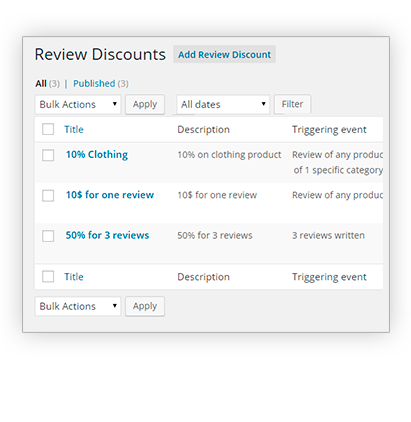 Review Discounts Add Review Discount
All (3) | Published (3)
Bulk Actions Apply All dates Filter
Title Description Triggering event
10% Clothing 10% on clothing product Review of any produc
of 1 specific category
10$ for one review 10$ for one review Review of any produc
50% for 3 reviews 50% for 3 reviews 3 reviews written
Title Description Triggering event
Bulk Actions Apply